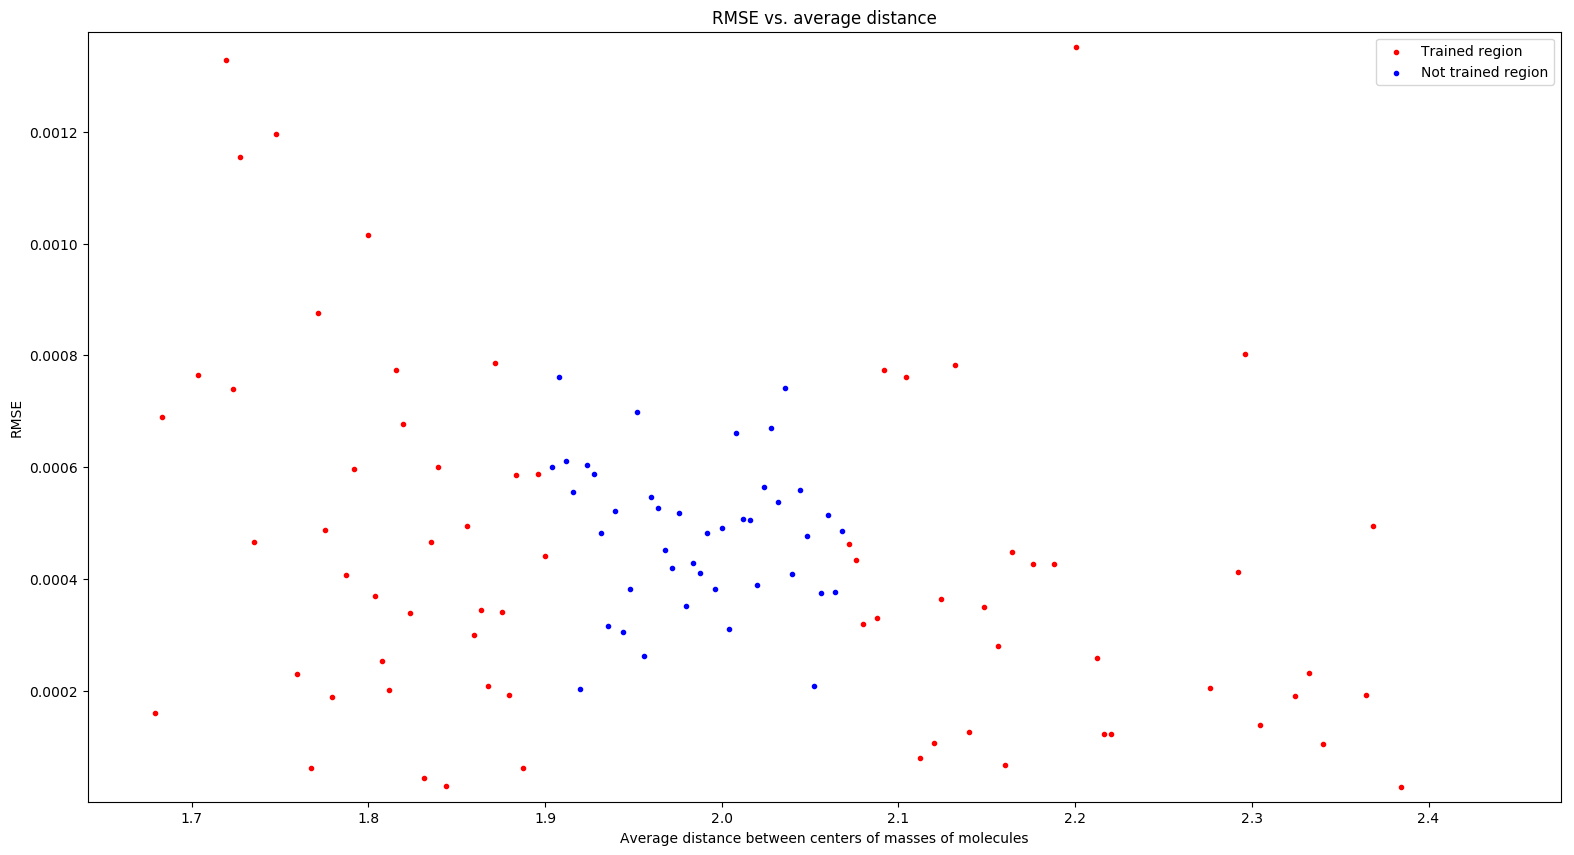 RMSE vs. average distance
Trained region
Not trained region
RMSE
0.0012
0.0010
0.0008
0.0006
0.0004
0.0002
1.7
1.8
1.9
2.0
2.1
2.2
2.3
2.4
Average distance between centers of masses of molecules